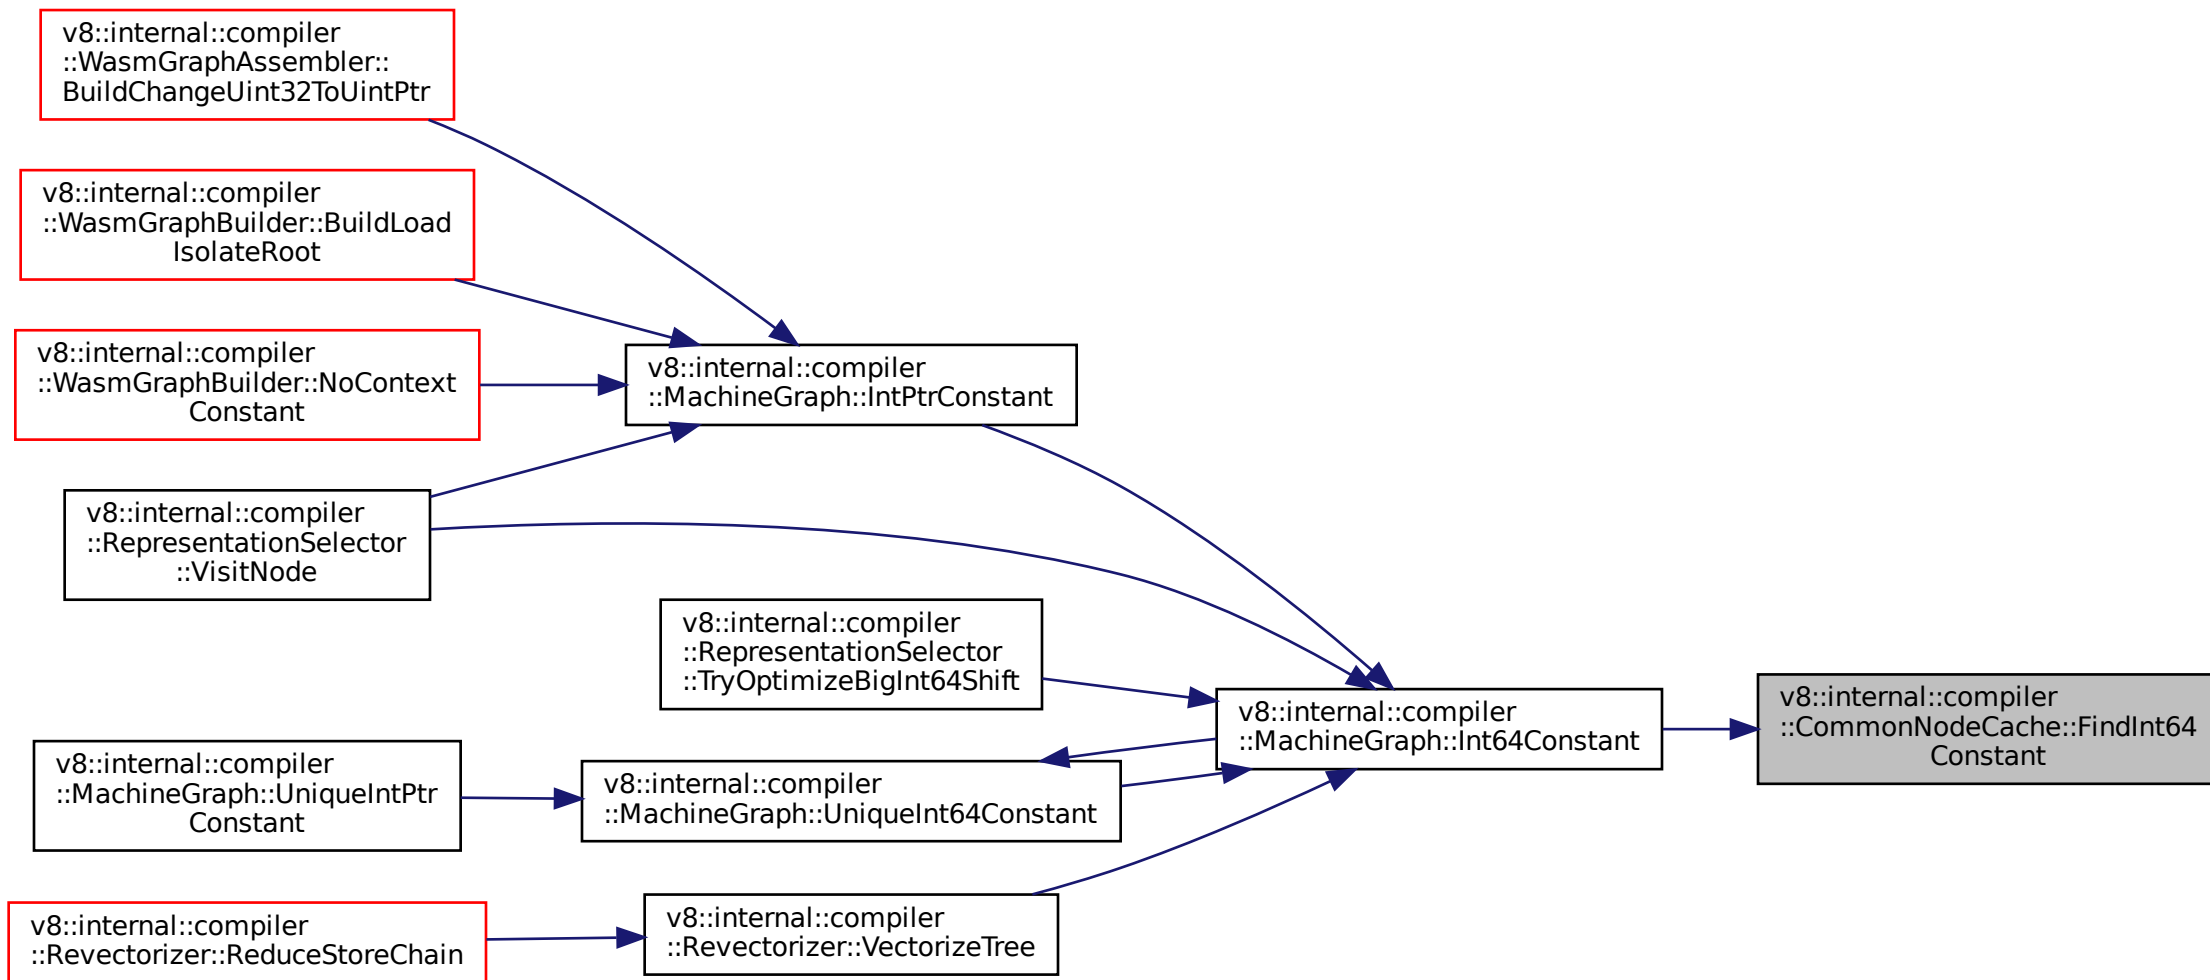 v8::internal::compiler
::WasmGraphAssembler::
BuildChangeUint32ToUintPtr
v8::internal::compiler
::WasmGraphBuilder::BuildLoad
IsolateRoot
v8::internal::compiler
::WasmGraphBuilder::NoContext
Constant
v8::internal::compiler
::RepresentationSelector
::VisitNode
v8::internal::compiler
::MachineGraph::UniqueIntPtr
Constant
v8::internal::compiler
::Revectorizer::ReduceStoreChain
v8::internal::compiler
::MachineGraph::IntPtrConstant
v8::internal::compiler
::RepresentationSelector
::TryOptimizeBigInt64Shift
v8::internal::compiler
::MachineGraph::UniqueInt64Constant
v8::internal::compiler
::Revectorizer::VectorizeTree
v8::internal::compiler
::MachineGraph::Int64Constant
v8::internal::compiler
::CommonNodeCache::FindInt64
Constant